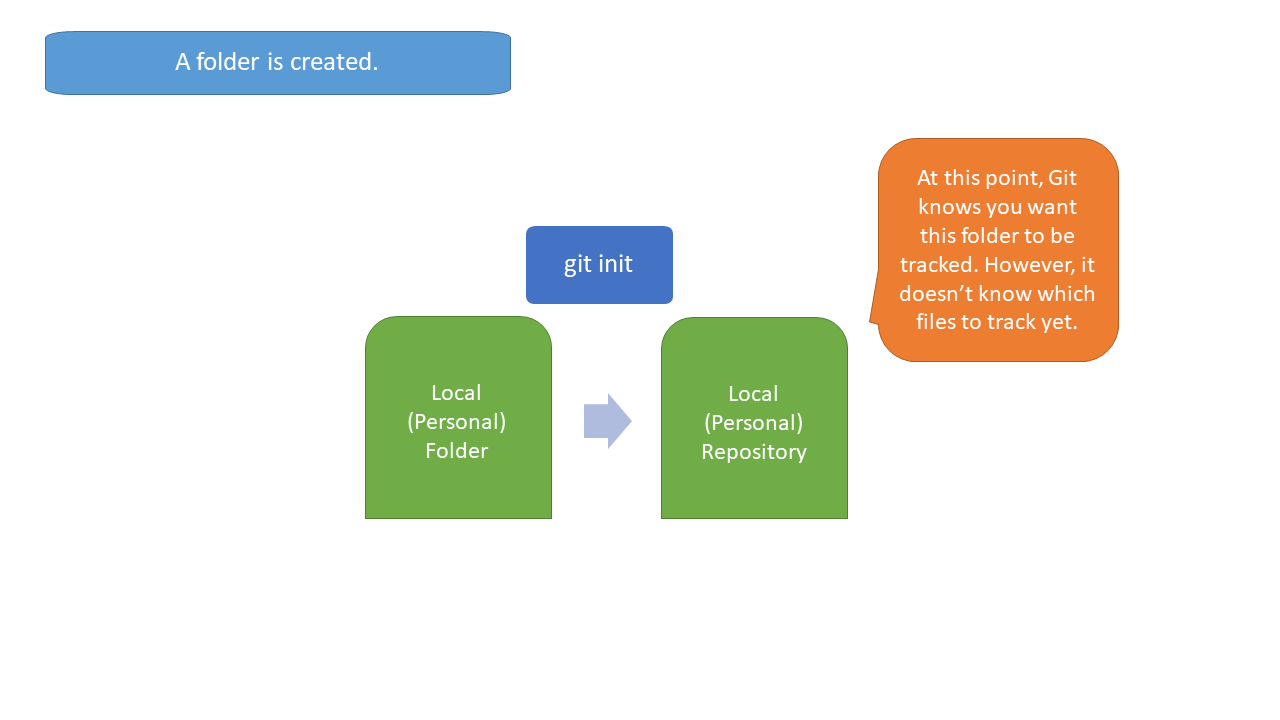 A folder is created.
At this point, Git
knows you want
this folder to be
tracked. However, it
doesn’t know which
files to track yet.
git init
Local
(Personal)
Folder
Local
(Personal)
Repository